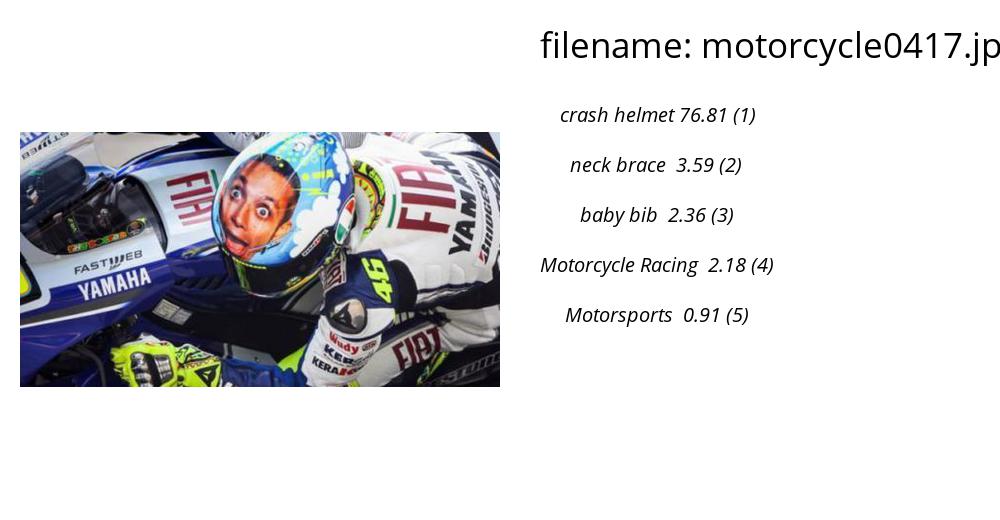 filename: motorcycle0417.jp
crash helmet 76.81 (1)
neck brace 3.59 (2)
baby bib 2.36 (3)
Motorcycle Racing 2.18 (4)
Motorsports 0.91 (5)
FIAT
FASTWEB
YAMAHA
FIAT
YAMAHA
46
Wudy
FIAT